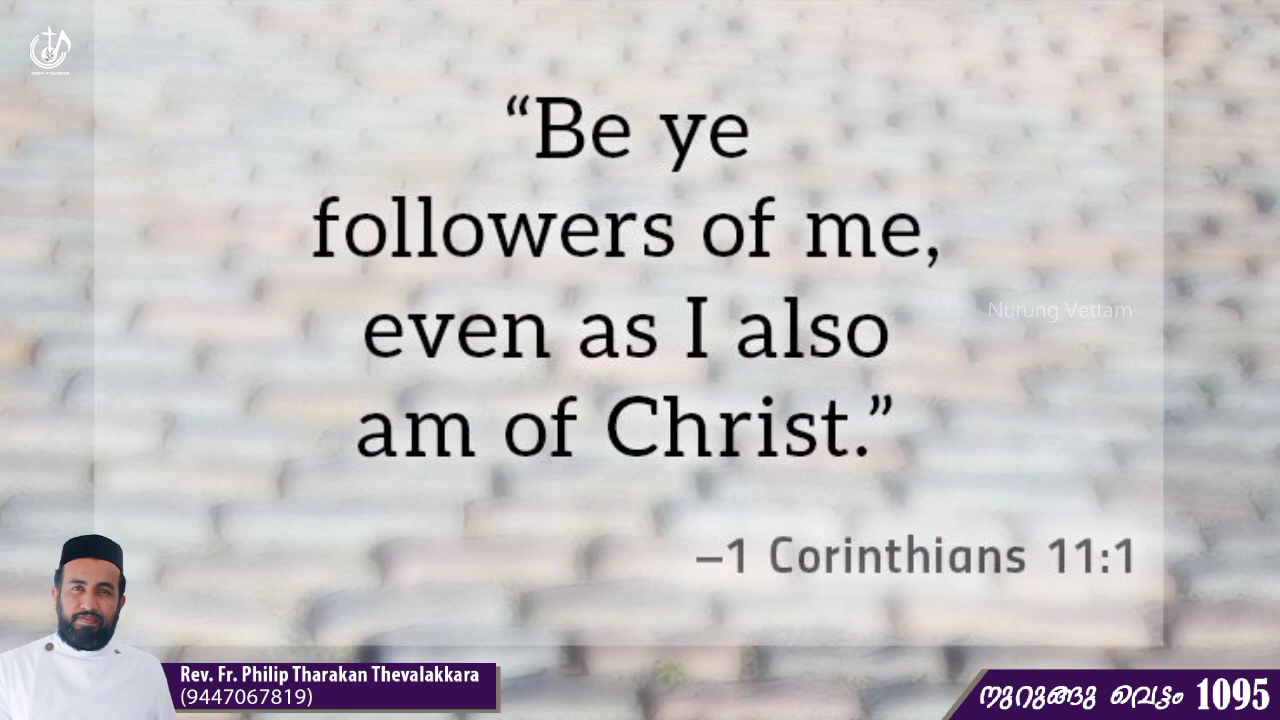 “Be ye
followers of me,
even as I also
am of Christ.”
Nurung Vettam
–1 Corinthians 11:1
Rev. Fr. Philip Tharakan Thevalakkara
(9447067819)
നുറുങ്ങു വെട്ടം 1095